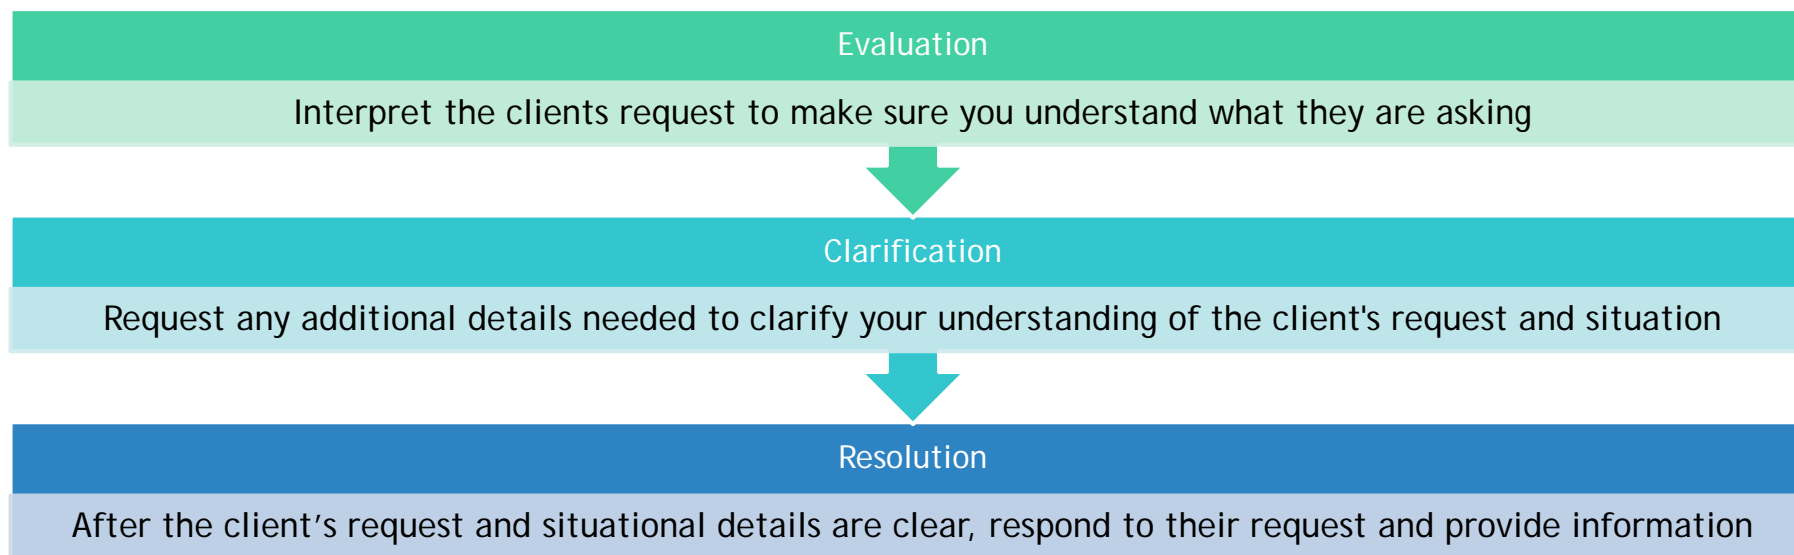 Evaluation
Interpret the clients request to make sure you understand what they are asking
Clarification
Request any additional details needed to clarify your understanding of the client's request and situation
Resolution
After the client’s request and situational details are clear, respond to their request and provide information